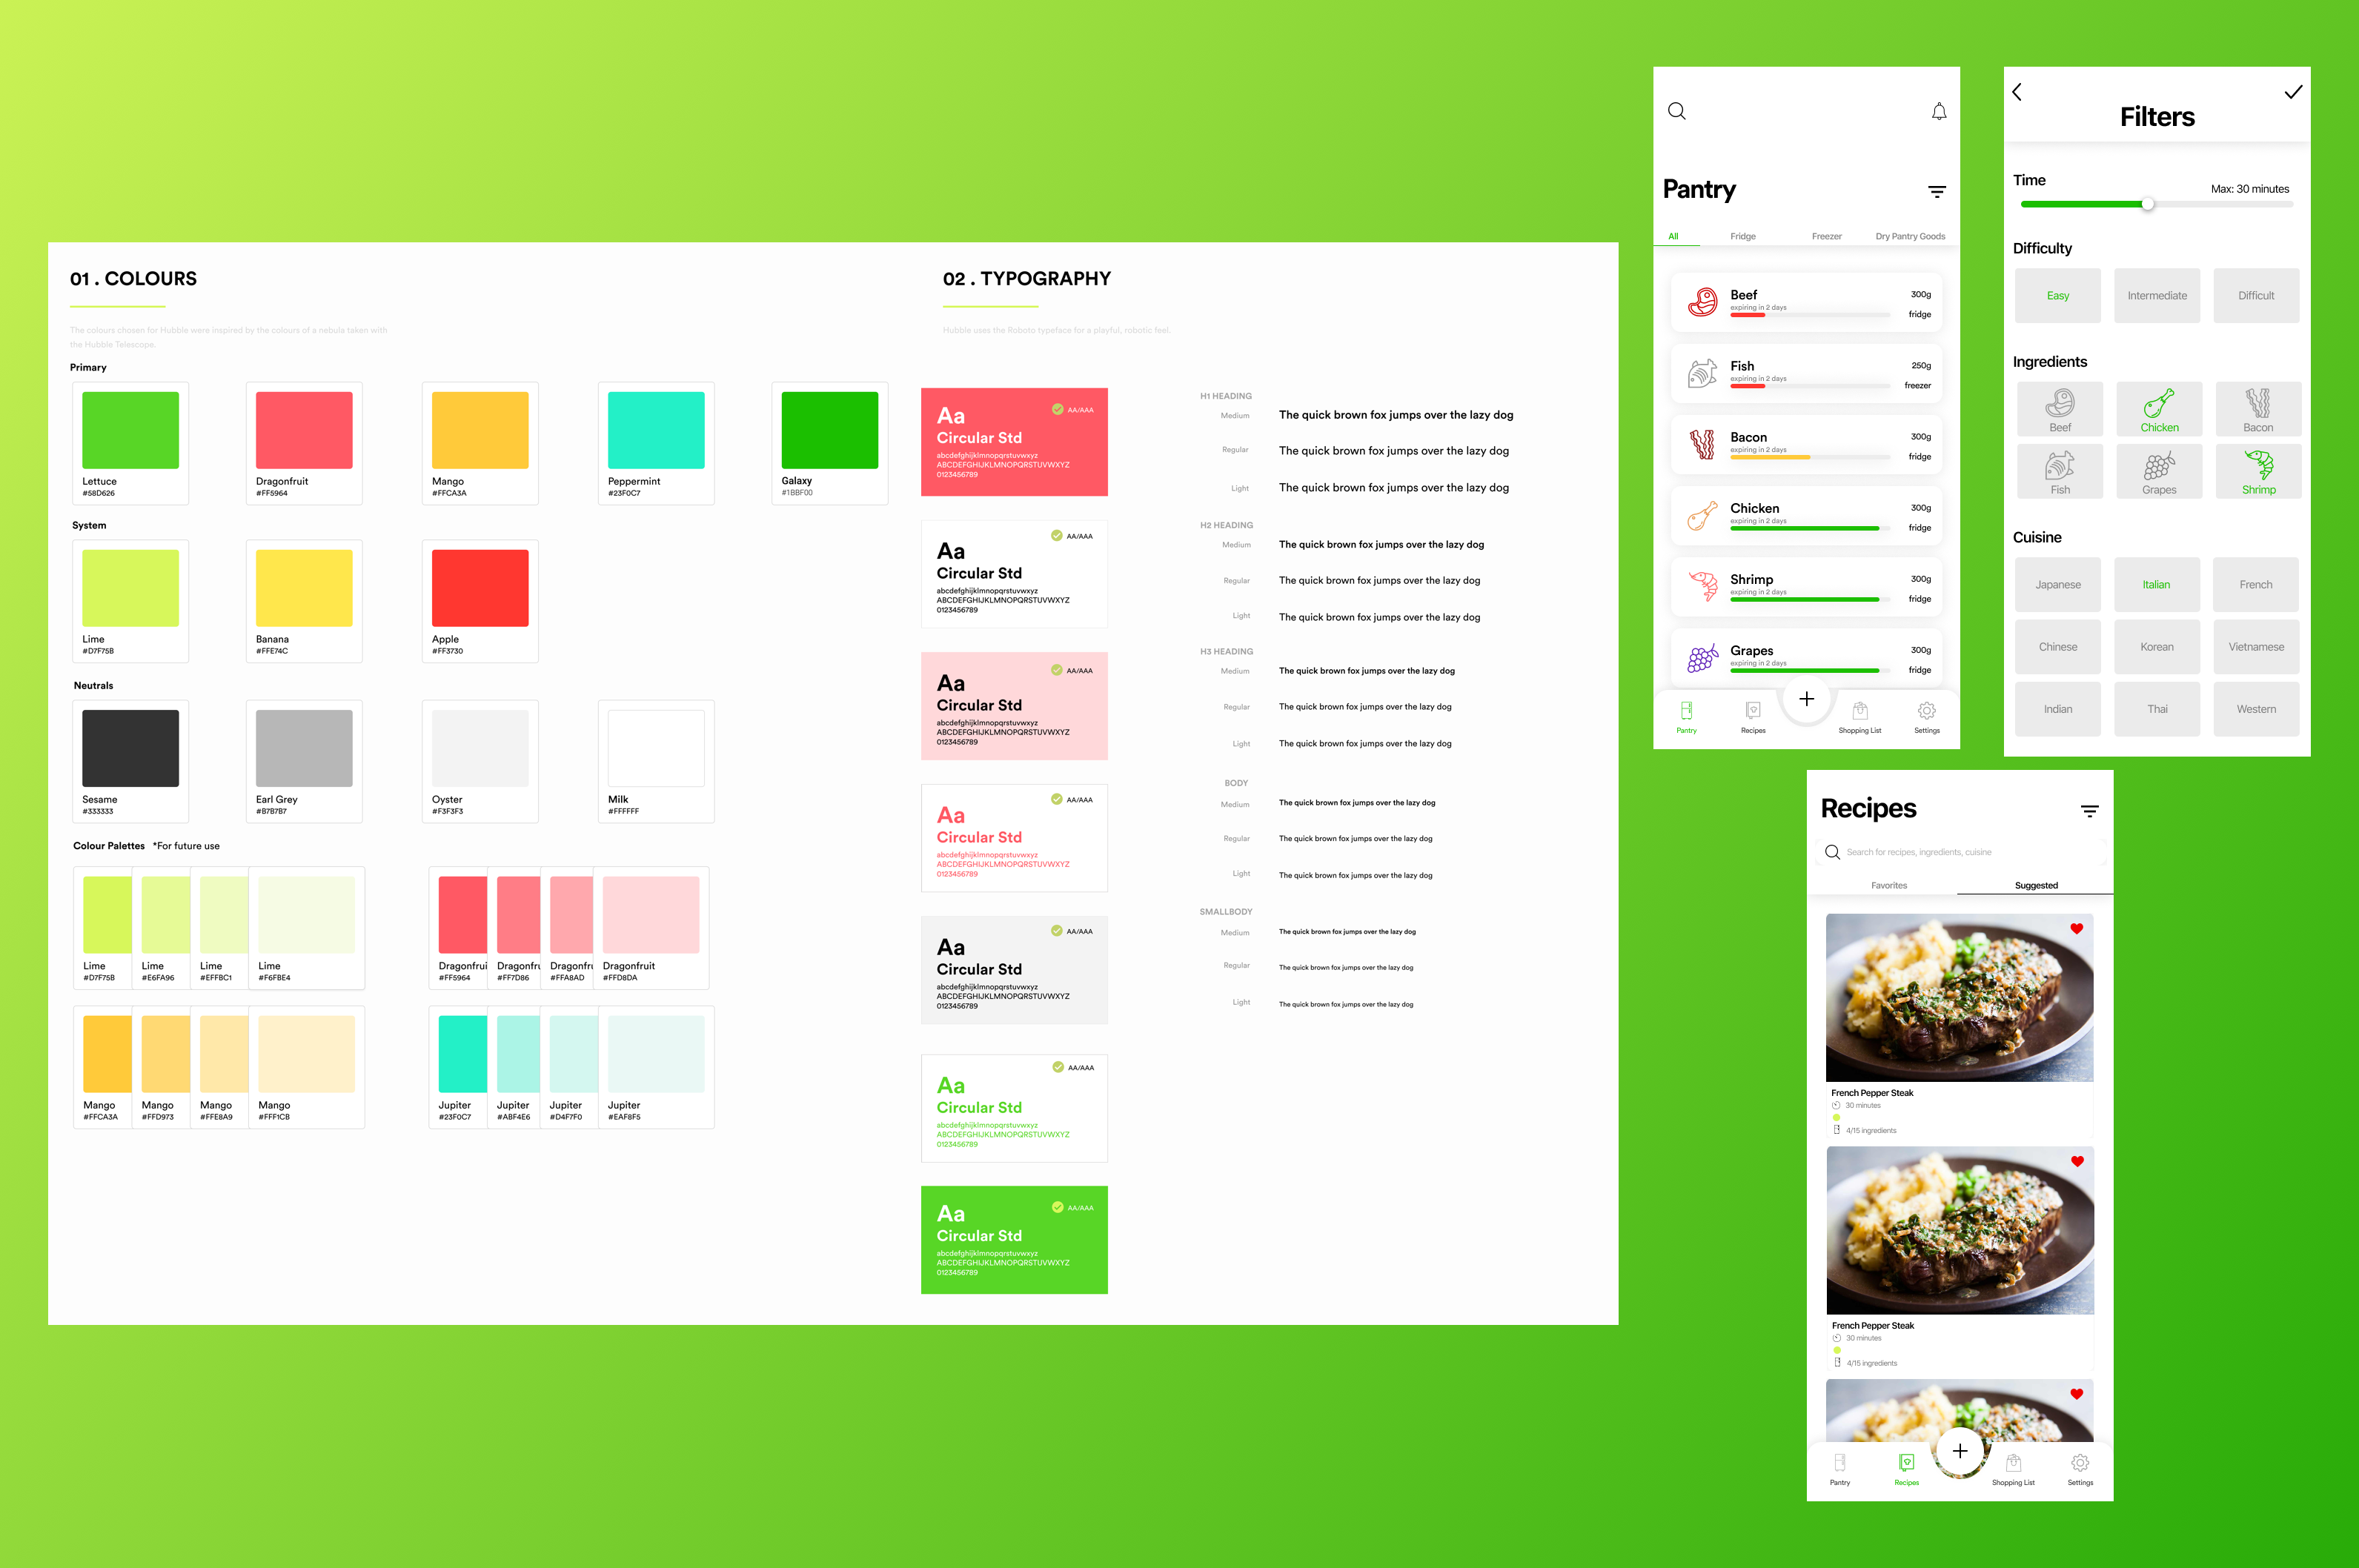 01 . COLOURS
The colours chosen for Hubble were inspired by the colours of a nebula taken with
the Hubble Telescope.
Primary
Lettuce
#58D626
Dragonfruit
#FF5964
Mango
#FFCA3A
Peppermint
#23F0C7
Galaxy
#1BBF00
System
Lime
#D7F75B
Banana
#FFE74C
Apple
#FF3730
Neutrals
Sesame
#333333
Earl Grey
#B7B7B7
Oyster
#F3F3F3
Milk
#FFFFFF
Colour Palettes *For future use
Lime
#D7F75B
Lime
#E6FA96
Lime
#EFFBC1
Lime
#F6FBE4
Dragonfrui
#FF5964
Dragonfru
#FF7D86
Dragonfru
#FFA8AD
Dragonfruit
#FFD8DA
Mango
#FFCA3A
Mango
#FFD973
Mango
#FFE8A9
Mango
#FFF1CB
Jupiter
#23F0C7
Jupiter
#ABF4E6
Jupiter
#D4F7F0
Jupiter
#EAF8F5
02 . TYPOGRAPHY
Hubble uses the Roboto typeface for a playful, robotic feel.
Aa
AA/AAA
Circular Std
abcdefghijklmnopqrstuvwxyz
ABCDEFGHIJKLMNOPQRSTUVWXYZ
0123456789
Aa
AA/AAA
Circular Std
abcdefghijklmnopqrstuvwxyz
ABCDEFGHIJKLMNOPQRSTUVWXYZ
0123456789
Aa
AA/AAA
Circular Std
abcdefghijklmnopqrstuvwxyz
ABCDEFGHIJKLMNOPQRSTUVWXYZ
0123456789
Aa
AA/AAA
Circular Std
abcdefghijklmnopqrstuvwxyz
ABCDEFGHIJKLMNOPQRSTUVWXYZ
0123456789
Aa
AA/AAA
Circular Std
abcdefghijklmnopqrstuvwxyz
ABCDEFGHIJKLMNOPQRSTUVWXYZ
0123456789
Aa
AA/AAA
Circular Std
abcdefghijklmnopqrstuvwxyz
ABCDEFGHIJKLMNOPQRSTUVWXYZ
0123456789
Aa
AA/AAA
Circular Std
abcdefghijklmnopqrstuvwxyz
ABCDEFGHIJKLMNOPQRSTUVWXYZ
0123456789
H1 HEADING
Medium The quick brown fox jumps over the lazy dog
Regular The quick brown fox jumps over the lazy dog
Light The quick brown fox jumps over the lazy dog
H2 HEADING
Medium The quick brown fox jumps over the lazy dog
Regular The quick brown fox jumps over the lazy dog
Light The quick brown fox jumps over the lazy dog
H3 HEADING
Medium The quick brown fox jumps over the lazy dog
Regular The quick brown fox jumps over the lazy dog
Light The quick brown fox jumps over the lazy dog
BODY
Medium The quick brown fox jumps over the lazy dog
Regular The quick brown fox jumps over the lazy dog
Light The quick brown fox jumps over the lazy dog
SMALLBODY
Medium The quick brown fox jumps over the lazy dog
Regular The quick brown fox jumps over the lazy dog
Light The quick brown fox jumps over the lazy dog
Pantry
All Fridge Freezer Dry Pantry Goods
Beef 300g
expiring in 2 days
fridge
Fish 250g
expiring in 2 days
freezer
Bacon 300g
expiring in 2 days
fridge
Chicken 300g
expiring in 2 days
fridge
Shrimp 300g
expiring in 2 days
fridge
Grapes 300g
expiring in 2 days
fridge
Pantry Recipes Shopping List Settings
Filters
Time
Max: 30 minutes
Difficulty
Easy Intermediate Difficult
Ingredients
Beef Chicken Bacon
Fish Grapes Shrimp
Cuisine
Japanese Italian French
Chinese Korean Vietnamese
Indian Thai Western
Recipes
Search for recipes, ingredients, cuisine
Favorites Suggested
French Pepper Steak
30 minutes
4/15 ingredients
French Pepper Steak
30 minutes
4/15 ingredients
Pantry Recipes Shopping List Settings